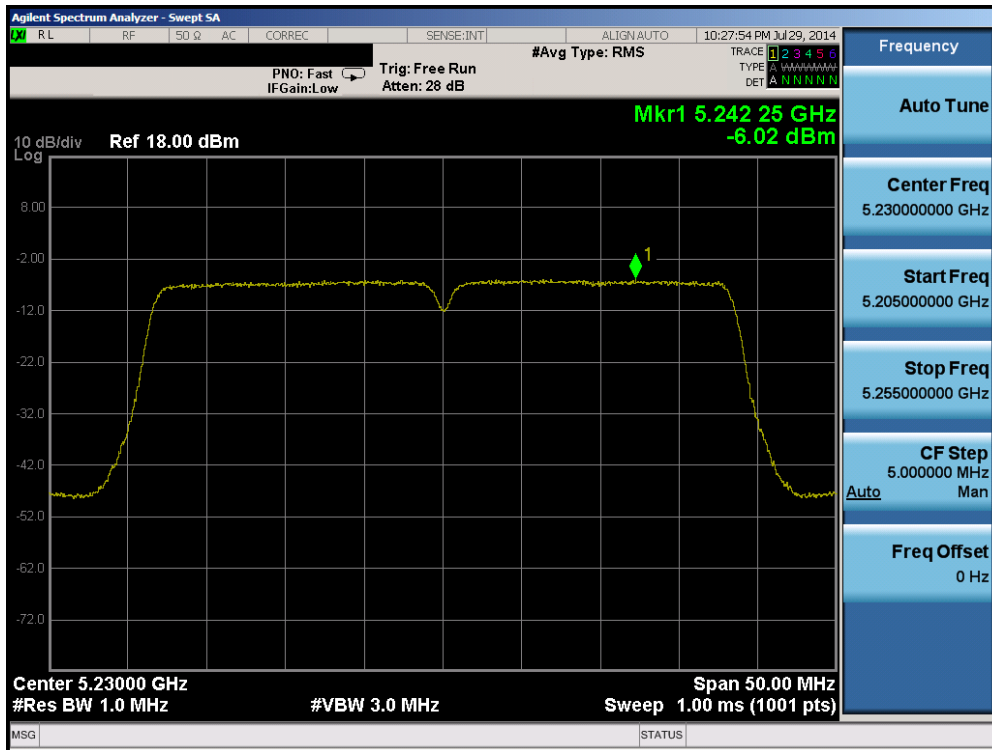 Agilent Spectrum Analyzer - Swept SA
LXI RL RF 50 Ω AC CORREC SENSE:INT ALIGN AUTO 10:27:54 PM Jul 29, 2014
#Avg Type: RMS TRACE 1 2 3 4 5 6
PNO: Fast Trig: Free Run TYPE A WWWWW
IFGain:Low Atten: 28 dB DET A N N N N N
Mkr1 5.242 25 GHz
-6.02 dBm
10 dB/div Ref 18.00 dBm
Log
1
8.00
-2.00
-12.0
-22.0
-32.0
-42.0
-52.0
-62.0
-72.0
Center 5.23000 GHz Span 50.00 MHz
#Res BW 1.0 MHz #VBW 3.0 MHz Sweep 1.00 ms (1001 pts)
MSG STATUS
Frequency
Auto Tune
Center Freq
5.230000000 GHz
Start Freq
5.205000000 GHz
Stop Freq
5.255000000 GHz
CF Step
5.000000 MHz
Auto Man
Freq Offset
0 Hz